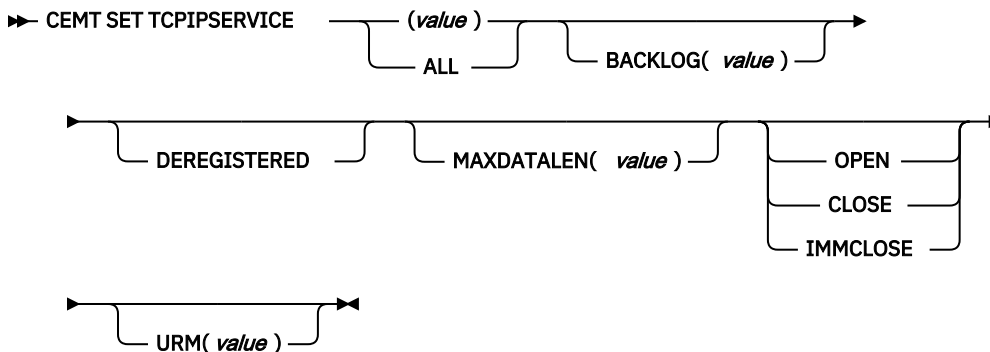 CEMT SET TCPIPSERVICE (value)
ALL
BACKLOG( value )
DEREGISTERED
MAXDATALEN( value )
OPEN
CLOSE
IMMCLOSE
URM( value )